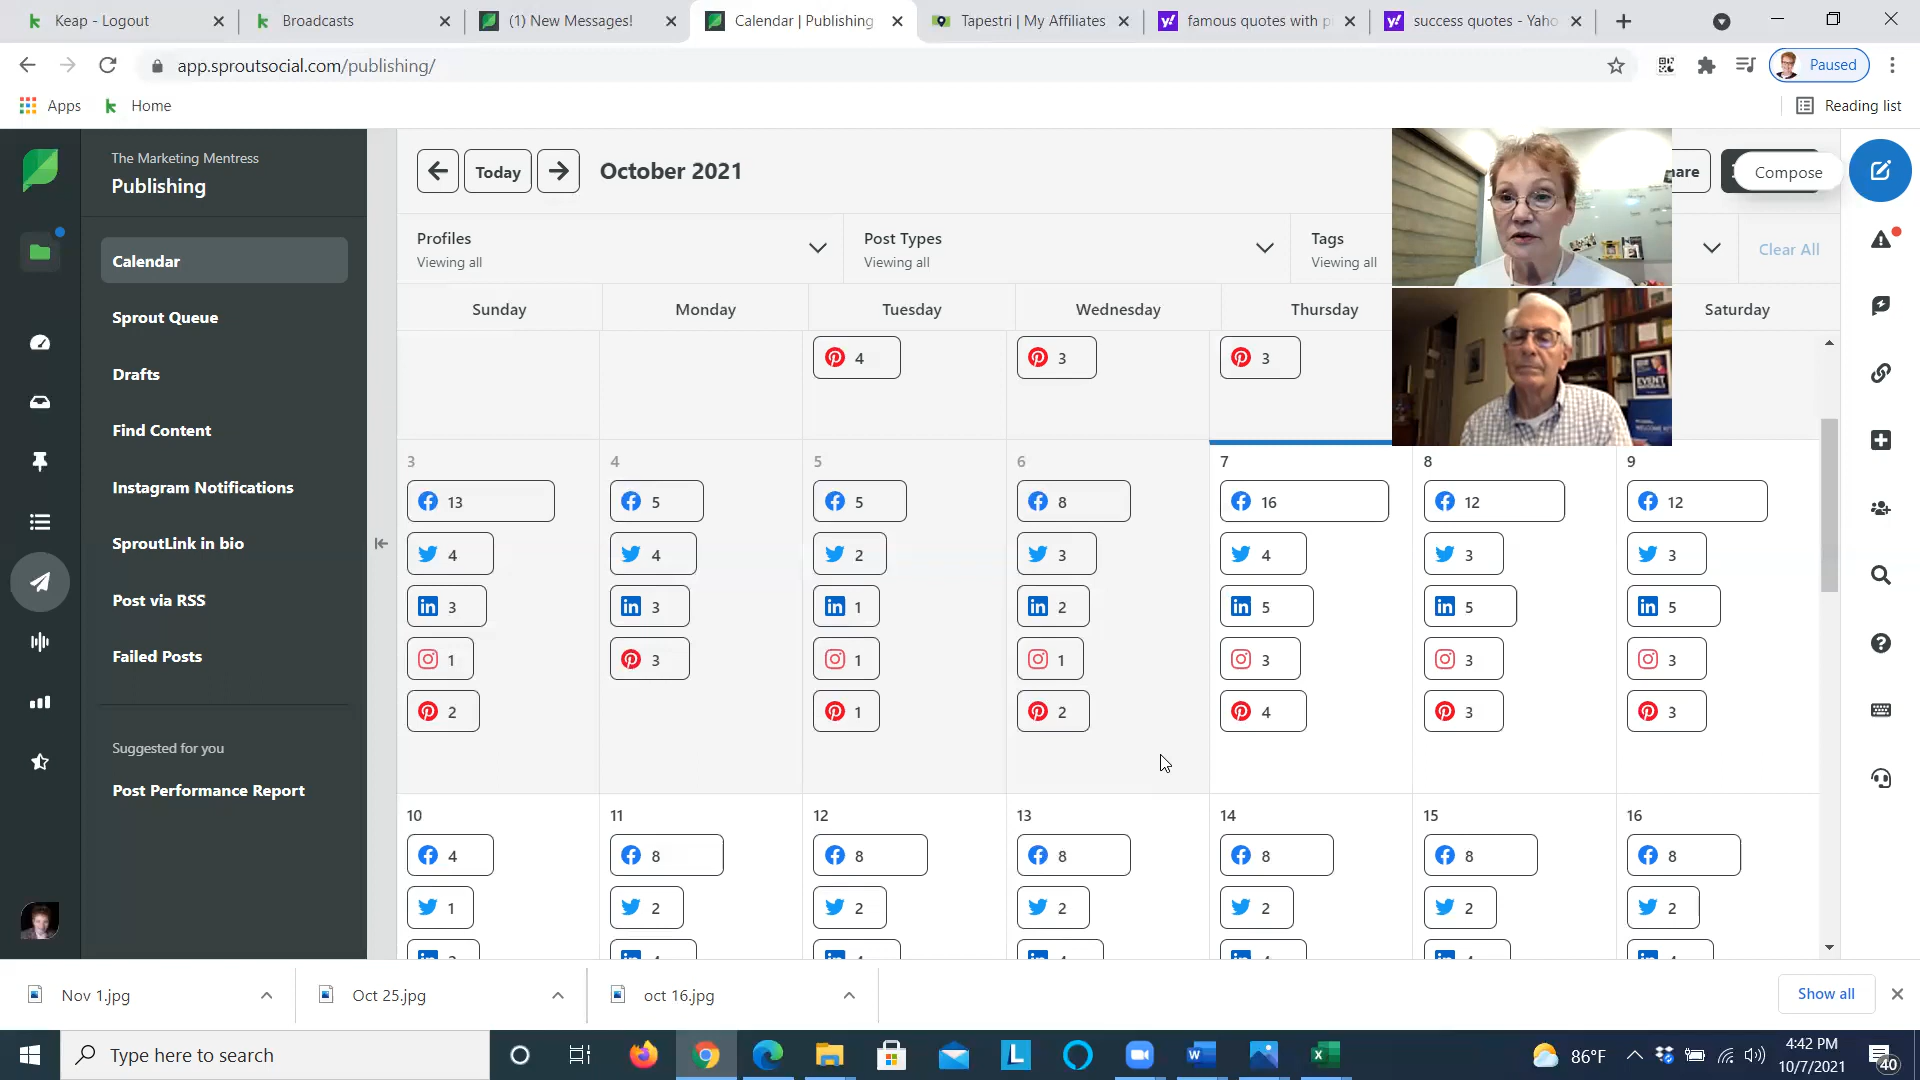 Keap - Logout
Broadcasts
(1) New Messages!
Calendar | Publishing
Tapestri | My Affiliates
famous quotes with p
success quotes - Yaho
app.sproutsocial.com/publishing/
Paused
Apps
Home
Reading list
The Marketing Mentress
Publishing
Calendar
Sprout Queue
Drafts
Find Content
Instagram Notifications
SproutLink in bio
Post via RSS
Failed Posts
Suggested for you
Post Performance Report
Today
October 2021
Compose
Profiles
Viewing all
Post Types
Viewing all
Tags
Viewing all
Clear All
Sunday Monday Tuesday Wednesday Thursday Saturday
4 3 3
3 4 5 6 7 8 9
13 5 5 8 16 12 12
4 4 2 3 4 3 3
3 3 1 2 5 5 5
1 3 1 1 3 3 3
2 1 2 4 3 3
10 11 12 13 14 15 16
4 8 8 8 8 8 8
1 2 2 2 2 2 2
EVENT
Nov 1.jpg
Oct 25.jpg
oct 16.jpg
Show all
Type here to search
86°F
4:42 PM
10/7/2021
40